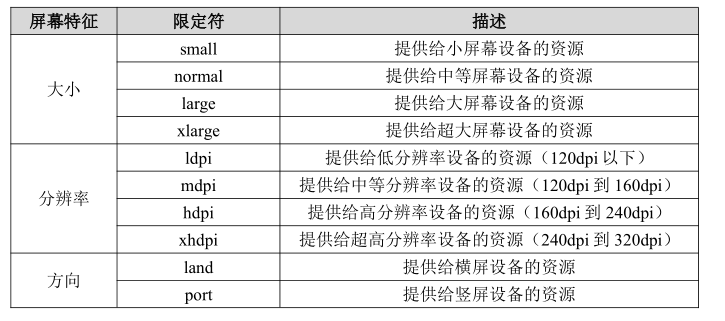 屏幕特征 限定符 描述
大小 small 提供给小屏幕设备的资源
normal 提供给中等屏幕设备的资源
large 提供给大屏幕设备的资源
xlarge 提供给超大屏幕设备的资源
分辨率 ldpi 提供给低分辨率设备的资源（120dpi 以下）
mdpi 提供给中等分辨率设备的资源（120dpi 到 160dpi）
hdpi 提供给高分辨率设备的资源（160dpi 到 240dpi）
xhdpi 提供给超高分辨率设备的资源（240dpi 到 320dpi）
方向 land 提供给横屏设备的资源
port 提供给竖屏设备的资源